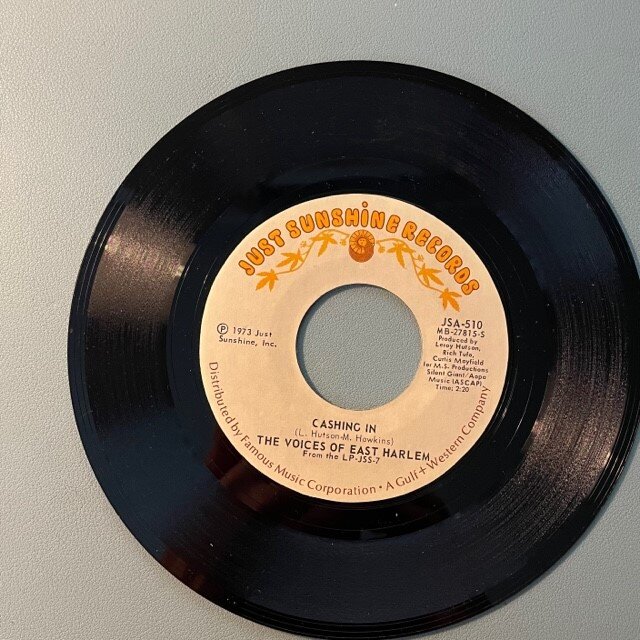 JUST SUNSHINE RECORDS
℗ 1973 Just
Sunshine, Inc.
JSA-510
MB-27815-S
Produced by
Leroy Hutson,
Rich Tufo,
Curtis Mayfield
for M.S. Productions
Silent Giant/Aopa
Music (ASCAP)
Time: 2:20
CASHING IN
(L. Hutson-M. Hawkins)
THE VOICES OF EAST HARLEM
From the LP-JSS-7
Distributed by Famous Music Corporation • A Gulf+Western Company